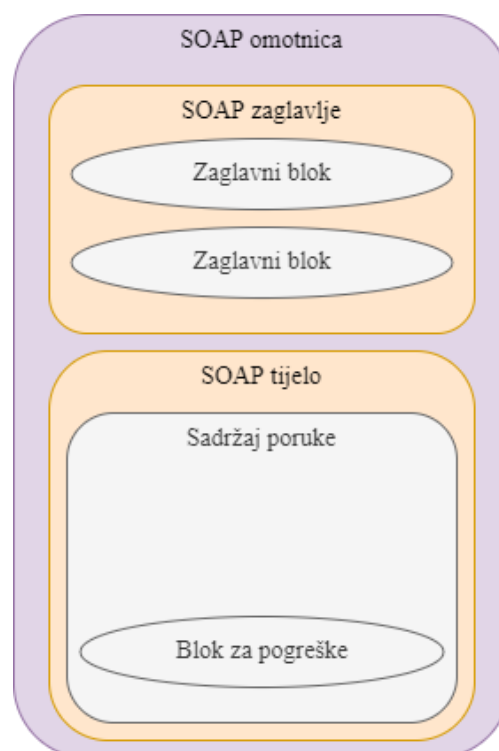 SOAP omotnica
SOAP zaglavlje
Zaglavni blok
Zaglavni blok
SOAP tijelo
Sadržaj poruke
Blok za pogreške